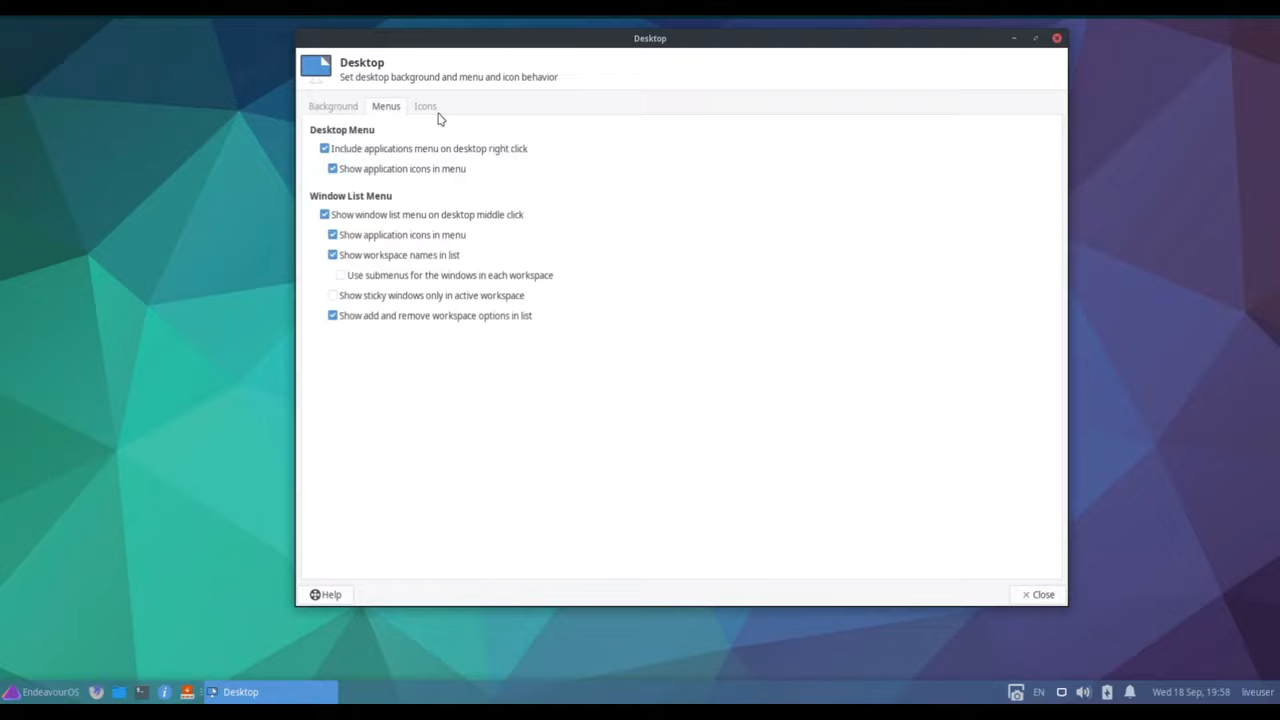 Desktop
Desktop
Set desktop background and menu and icon behavior
Background Menus Icons
Desktop Menu
Include applications menu on desktop right click
Show application icons in menu
Window List Menu
Show window list menu on desktop middle click
Show application icons in menu
Show workspace names in list
Use submenus for the windows in each workspace
Show sticky windows only in active workspace
Show add and remove workspace options in list
Help Close
EndeavourOS Desktop EN Wed 18 Sep, 19:58 liveuser